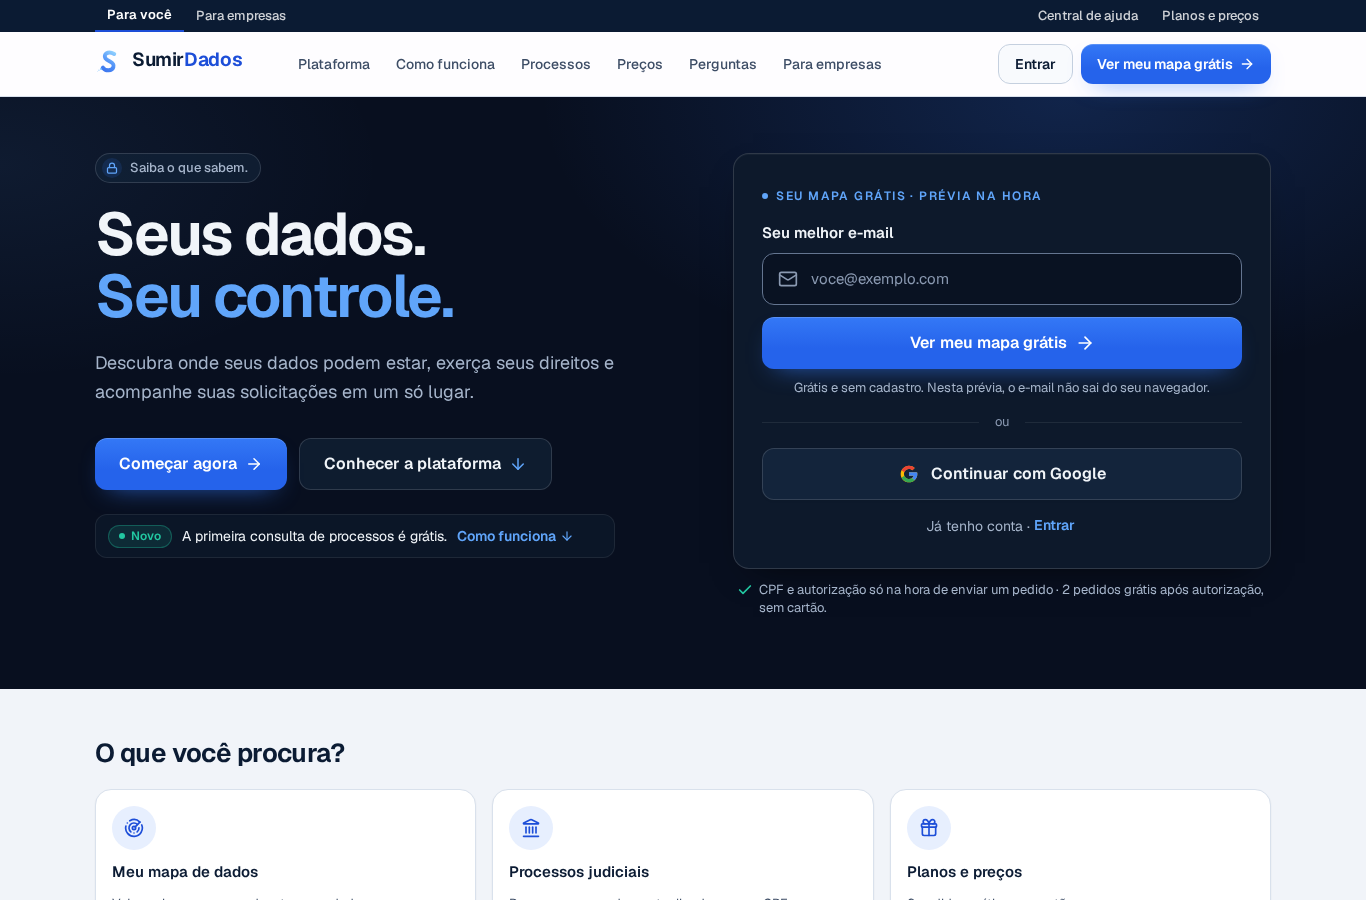 Para você
Para empresas
Central de ajuda
Planos e preços
SumirDados
Plataforma
Como funciona
Processos
Preços
Perguntas
Para empresas
Entrar
Ver meu mapa grátis
Saiba o que sabem.
Seus dados.
Seu controle.
Descubra onde seus dados podem estar, exerça seus direitos e
acompanhe suas solicitações em um só lugar.
Começar agora
Conhecer a plataforma
Novo
A primeira consulta de processos é grátis.
Como funciona
SEU MAPA GRÁTIS · PRÉVIA NA HORA
Seu melhor e-mail
voce@exemplo.com
Ver meu mapa grátis
Grátis e sem cadastro. Nesta prévia, o e-mail não sai do seu navegador.
ou
Continuar com Google
Já tenho conta · Entrar
CPF e autorização só na hora de enviar um pedido · 2 pedidos grátis após autorização,
sem cartão.
O que você procura?
Meu mapa de dados
Processos judiciais
Planos e preços